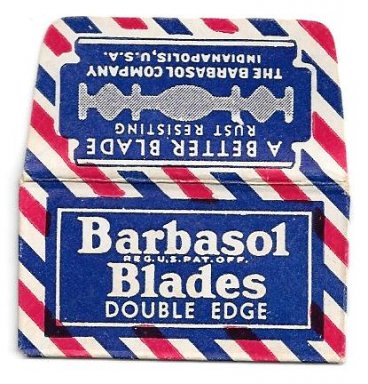 A BETTER BLADE
RUST RESISTING
THE BARBASOL COMPANY
INDIANAPOLIS, U.S.A.
Barbasol
REG. U.S. PAT. OFF.
Blades
DOUBLE EDGE